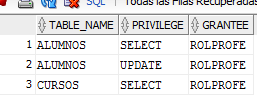 SQL | Todas las Filas Recuperadas
TABLE_NAME PRIVILEGE GRANTEE
1 ALUMNOS SELECT ROLPROFE
2 ALUMNOS UPDATE ROLPROFE
3 CURSOS SELECT ROLPROFE